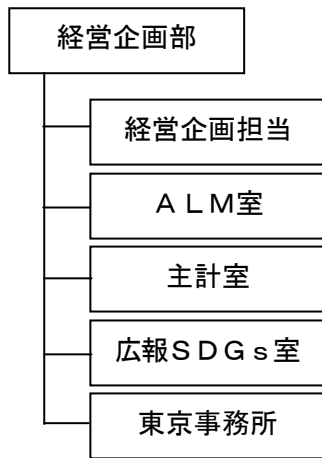 経営企画部
経営企画担当
ＡＬＭ室
主計室
広報ＳＤＧｓ室
東京事務所